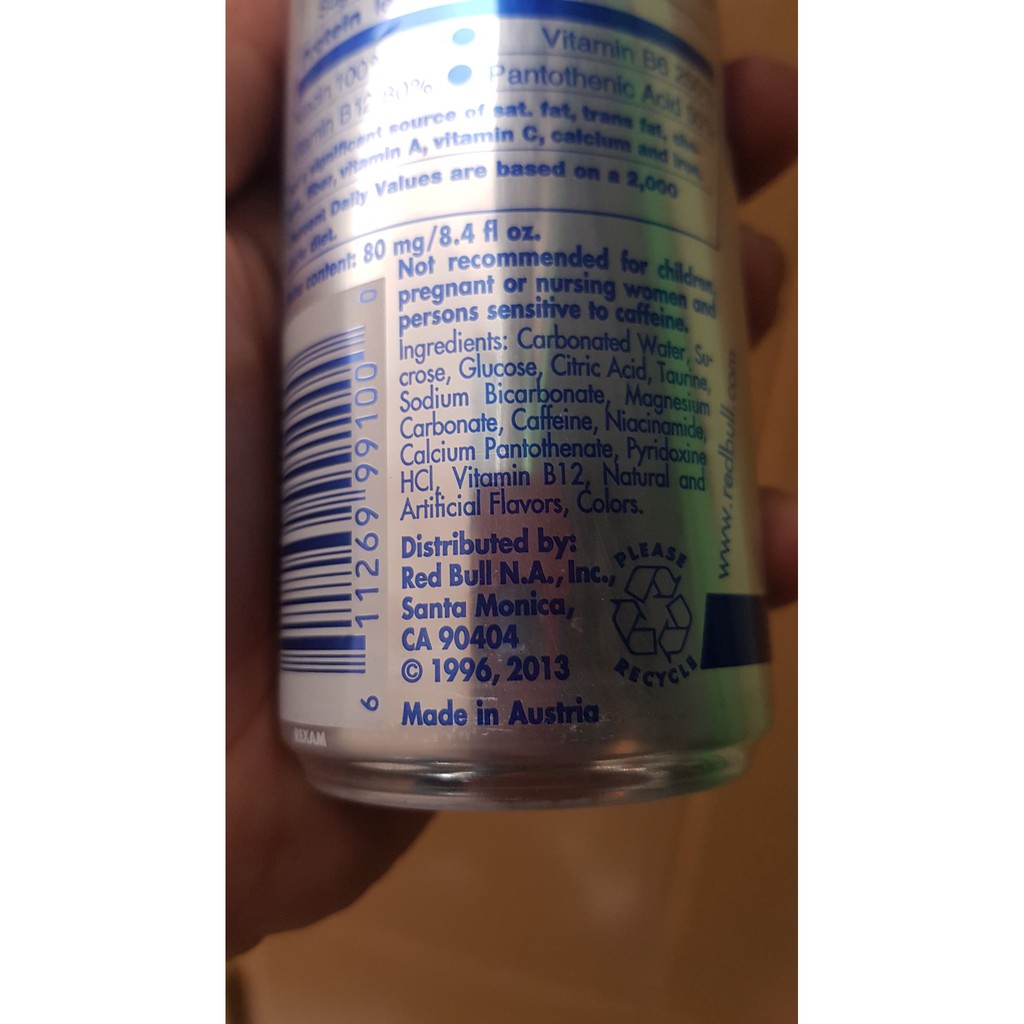 Protein
Vitamin B6
100%
B12 80%
Pantothenic Acid
significant source of sat. fat, trans fat,
fiber, vitamin A, vitamin C, calcium and iron.
Percent Daily Values are based on a 2,000
diet.
content: 80 mg/8.4 fl oz.
Not recommended for children,
pregnant or nursing women and
persons sensitive to caffeine.
Ingredients: Carbonated Water, Su-
crose, Glucose, Citric Acid, Taurine,
Sodium Bicarbonate, Magnesium
Carbonate, Caffeine, Niacinamide,
Calcium Pantothenate, Pyridoxine
HCl, Vitamin B12, Natural and
Artificial Flavors, Colors.
Distributed by:
Red Bull N.A., Inc.,
Santa Monica,
CA 90404
© 1996, 2013
Made in Austria
PLEASE
RECYCLE
www.redbull.com
6 11269 99100 0
REXAM